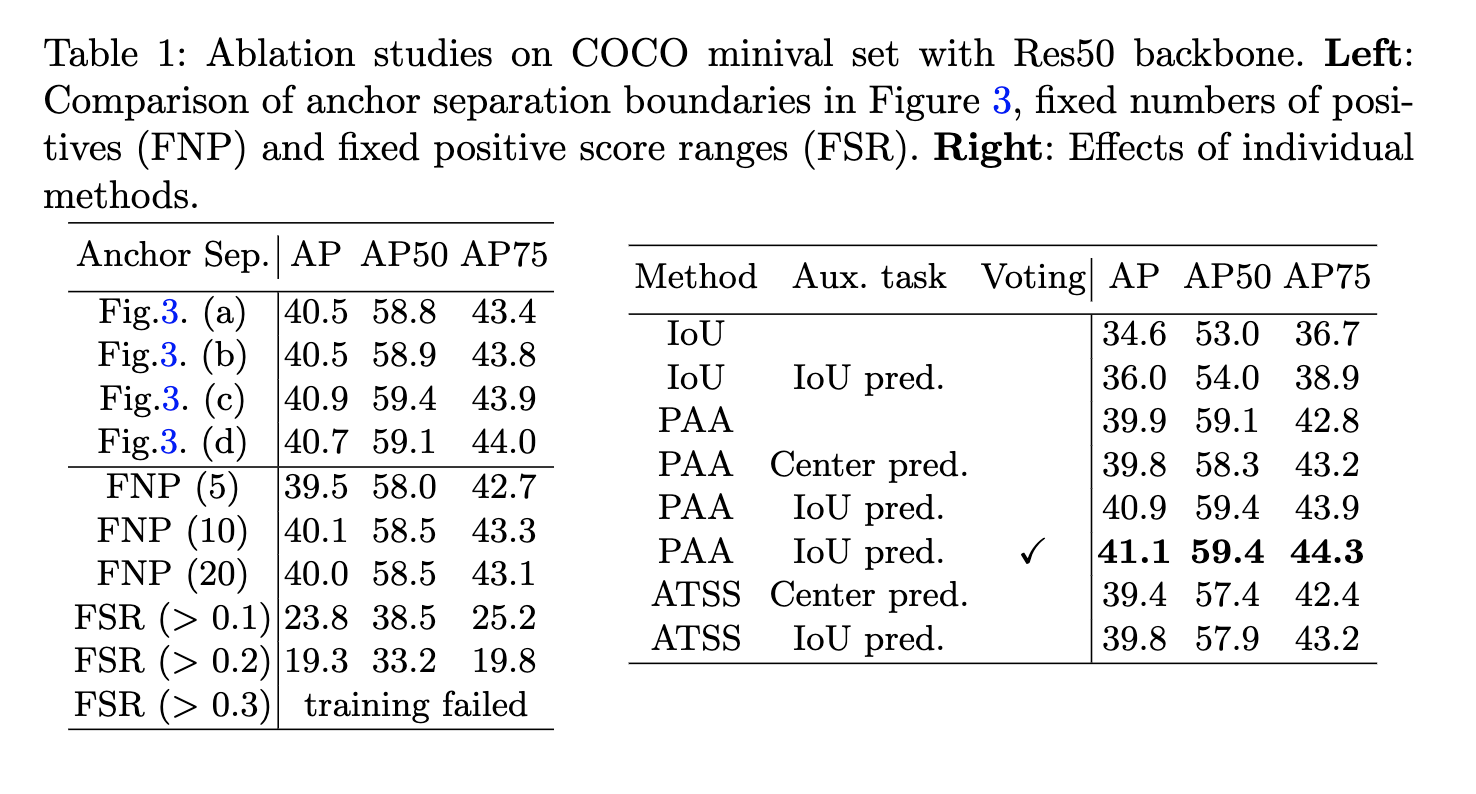 Table 1: Ablation studies on COCO minival set with Res50 backbone. Left:
Comparison of anchor separation boundaries in Figure 3, fixed numbers of posi-
tives (FNP) and fixed positive score ranges (FSR). Right: Effects of individual
methods.
Anchor Sep. AP AP50 AP75
Fig.3. (a) 40.5 58.8 43.4
Fig.3. (b) 40.5 58.9 43.8
Fig.3. (c) 40.9 59.4 43.9
Fig.3. (d) 40.7 59.1 44.0
FNP (5) 39.5 58.0 42.7
FNP (10) 40.1 58.5 43.3
FNP (20) 40.0 58.5 43.1
FSR (> 0.1) 23.8 38.5 25.2
FSR (> 0.2) 19.3 33.2 19.8
FSR (> 0.3) training failed
Method Aux. task Voting AP AP50 AP75
IoU 34.6 53.0 36.7
IoU IoU pred. 36.0 54.0 38.9
PAA 39.9 59.1 42.8
PAA Center pred. 39.8 58.3 43.2
PAA IoU pred. 40.9 59.4 43.9
PAA IoU pred. ✓ 41.1 59.4 44.3
ATSS Center pred. 39.4 57.4 42.4
ATSS IoU pred. 39.8 57.9 43.2